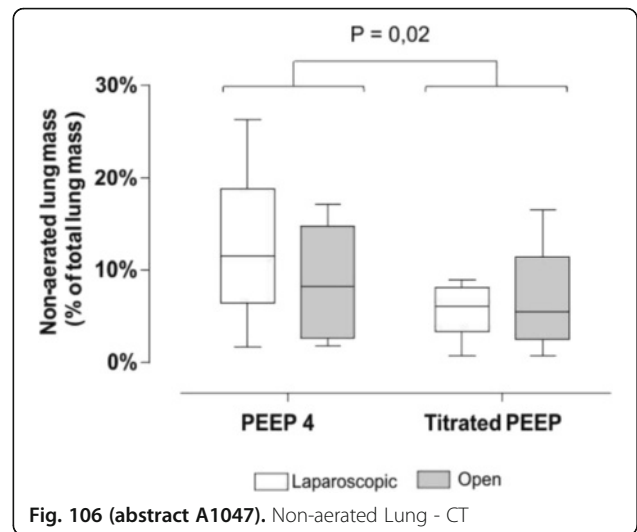 P = 0,02
Non-aerated lung mass
(% of total lung mass)
30%
20%
10%
0%
PEEP 4
Titrated PEEP
Laparoscopic
Open
Fig. 106 (abstract A1047). Non-aerated Lung - CT